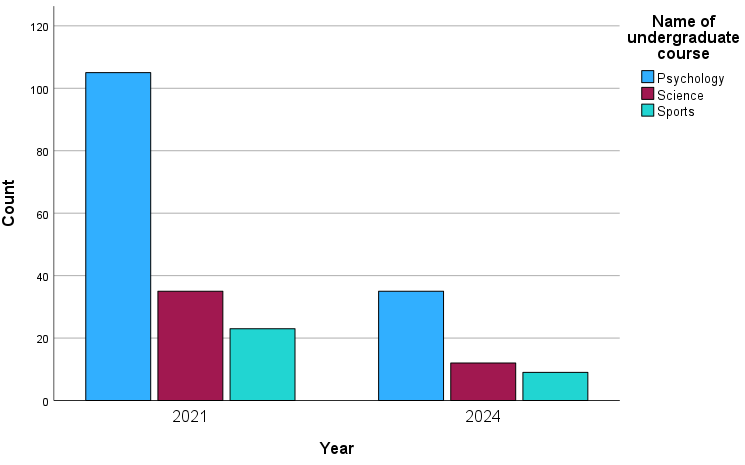 Name of
undergraduate
course
Psychology
Science
Sports
120
100
80
60
40
20
0
Count
2021
2024
Year